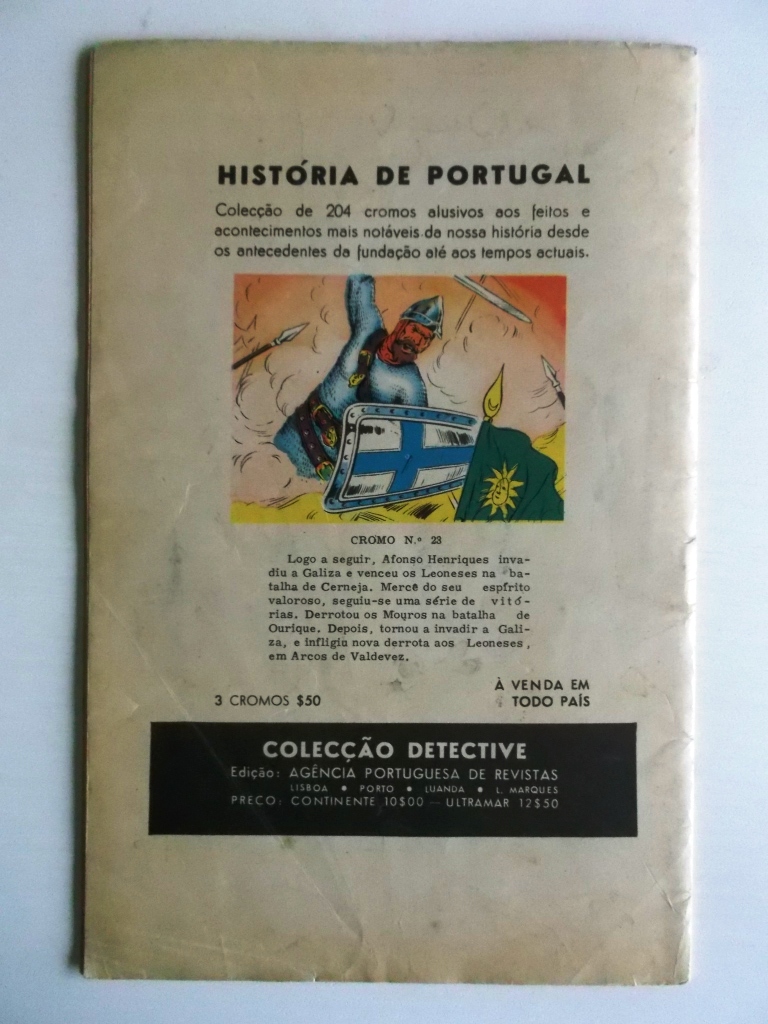 HISTÓRIA DE PORTUGAL
Colecção de 204 cromos alusivos aos feitos e
acontecimentos mais notáveis da nossa história desde
os antecedentes da fundação até aos tempos actuais.
CROMO N.º 23
Logo a seguir, Afonso Henriques inva-
diu a Galiza e venceu os Leoneses na ba-
talha de Cerneja. Mercê do seu espírito
valoroso, seguiu-se uma série de vitó-
rias. Derrotou os Mouros na batalha de
Ourique. Depois, tornou a invadir a Gali-
za, e infligiu nova derrota aos Leoneses,
em Arcos de Valdevez.
3 CROMOS $50
À VENDA EM
TODO PAÍS
COLECÇÃO DETECTIVE
Edição: AGÊNCIA PORTUGUESA DE REVISTAS
LISBOA • PORTO • LUANDA • L. MARQUES
PREÇO: CONTINENTE 10$00 — ULTRAMAR 12$50